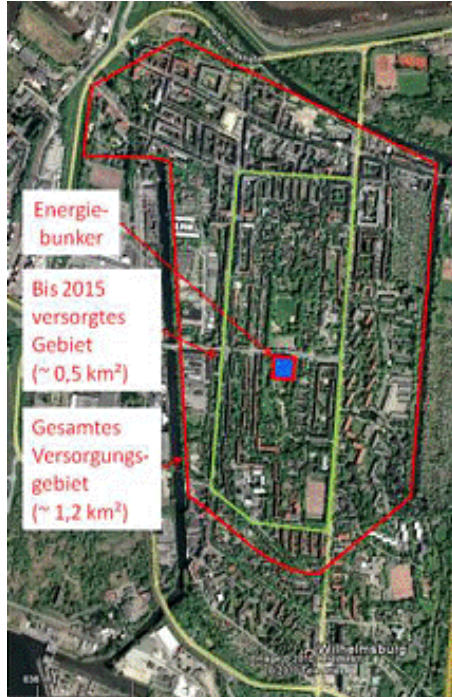 Energie-
bunker
Bis 2015
versorgtes
Gebiet
(~ 0,5 km²)
Gesamtes
Versorgungs-
gebiet
(~ 1,2 km²)
Wilhelmsburg